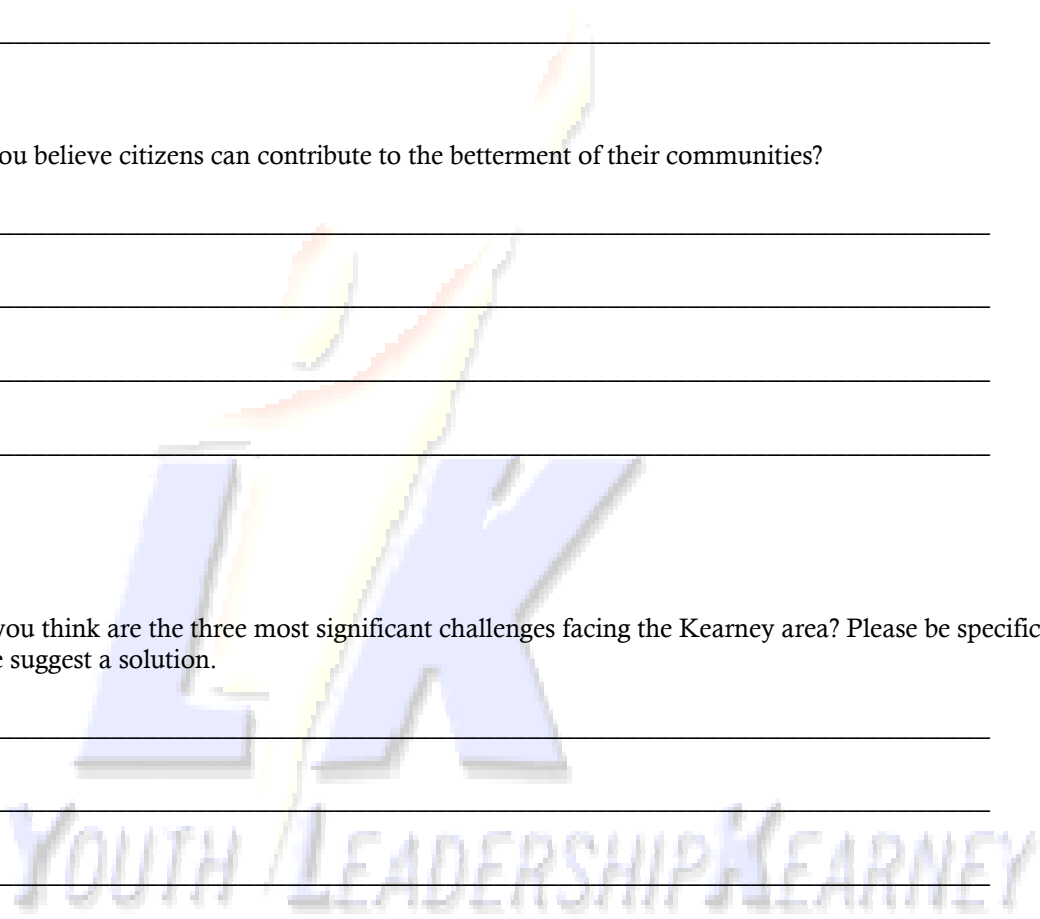 ou believe citizens can contribute to the betterment of their communities?
you think are the three most significant challenges facing the Kearney area? Please be specific
e suggest a solution.
LK
YOUTH LEADERSHIP KEARNEY